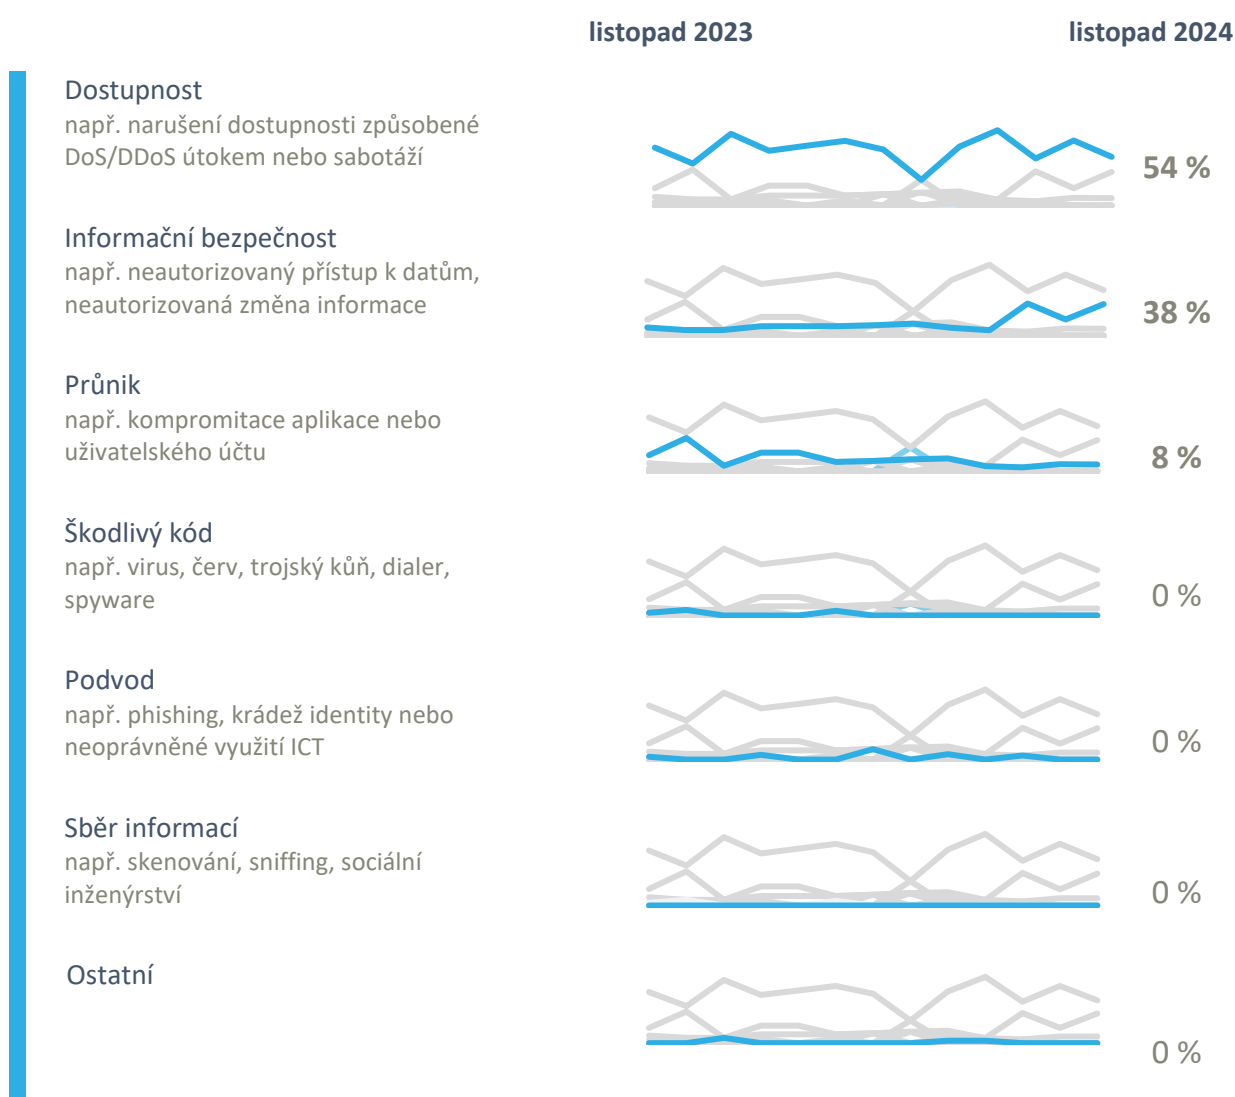 listopad 2023
listopad 2024
Dostupnost
např. narušení dostupnosti způsobené
DoS/DDoS útokem nebo sabotáží
54 %
Informační bezpečnost
např. neautorizovaný přístup k datům,
neautorizovaná změna informace
38 %
Průnik
např. kompromitace aplikace nebo
uživatelského účtu
8 %
Škodlivý kód
např. virus, červ, trojský kůň, dialer,
spyware
0 %
Podvod
např. phishing, krádež identity nebo
neoprávněné využití ICT
0 %
Sběr informací
např. skenování, sniffing, sociální
inženýrství
0 %
Ostatní
0 %